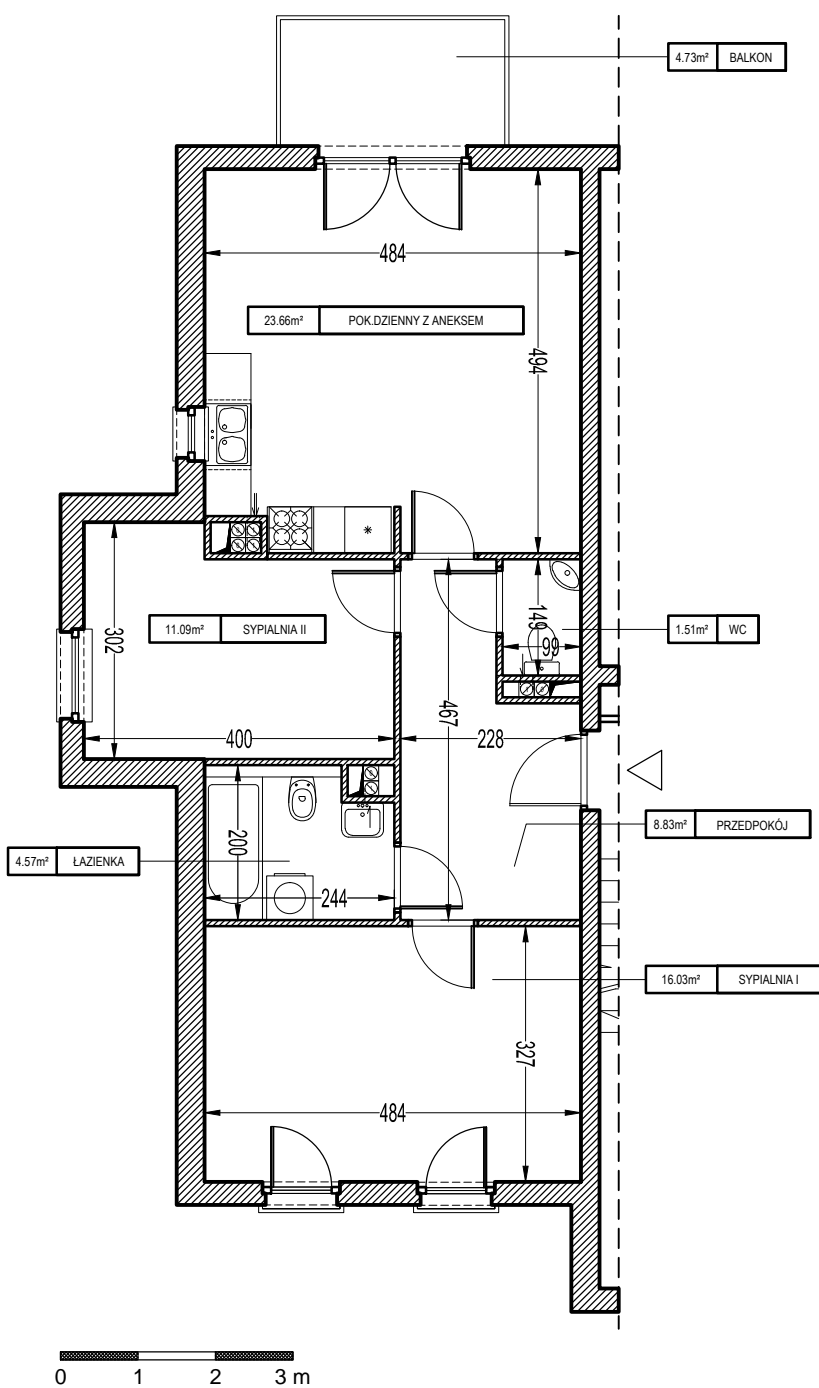 4.73m² BALKON
484
23.66m² POK.DZIENNY Z ANEKSEM
494
302
11.09m² SYPIALNIA II
149
99
1.51m² WC
467
400
228
8.83m² PRZEDPOKÓJ
4.57m² ŁAZIENKA
200
244
16.03m² SYPIALNIA I
327
484
0 1 2 3 m